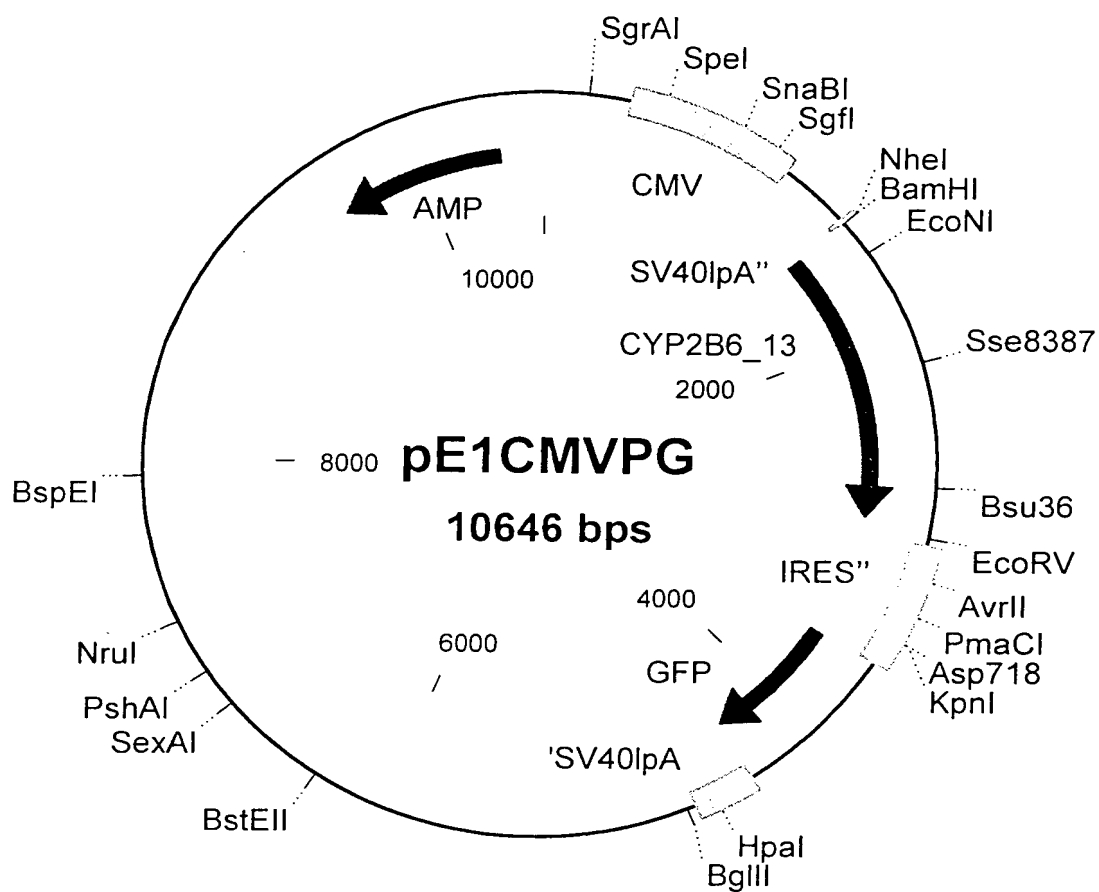 SgrAI
SpeI
SnaBI
SgfI
NheI
BamHI
EcoNI
CMV
AMP
10000
SV40lpA"
CYP2B6_13
2000
Sse8387
pE1CMVPG
10646 bps
8000
BspEI
Bsu36
EcoRV
IRES"
AvrII
PmaCI
Asp718
KpnI
4000
6000
GFP
NruI
PshAI
SexAI
'SV40lpA
BstEII
HpaI
BglII